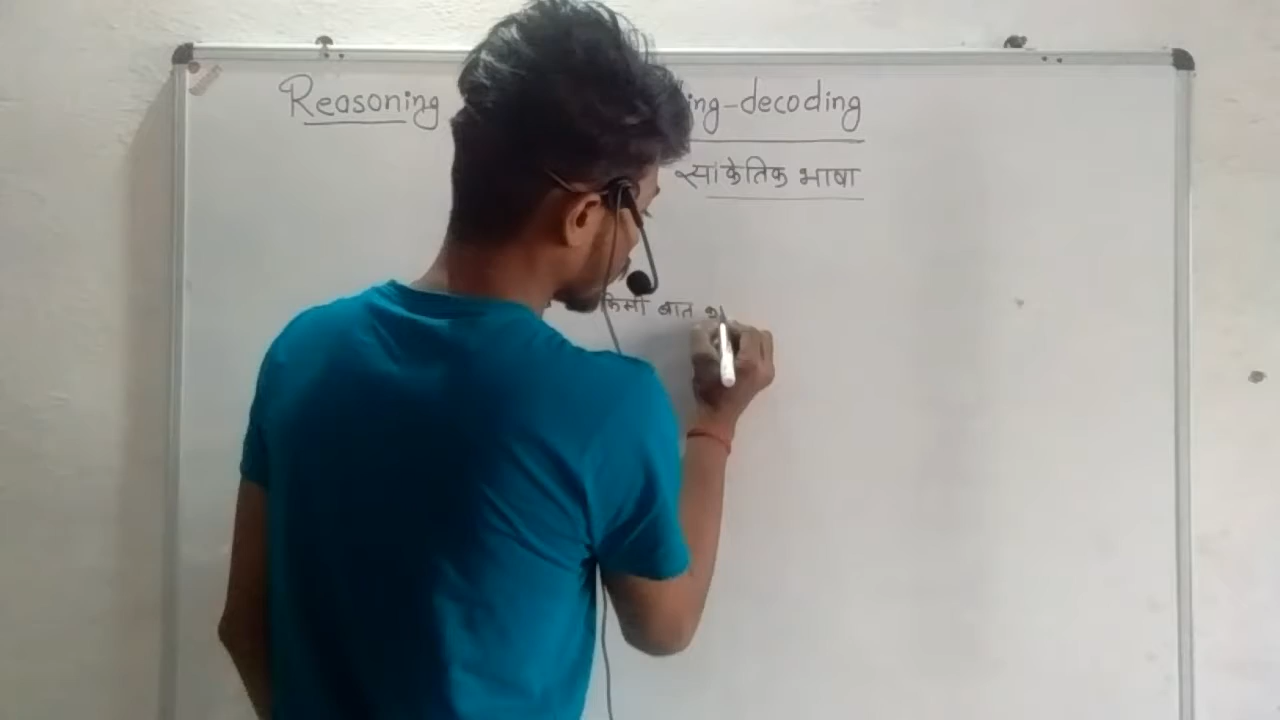 Reasoning ing-decoding
सांकेतिक भाषा
किसी बात